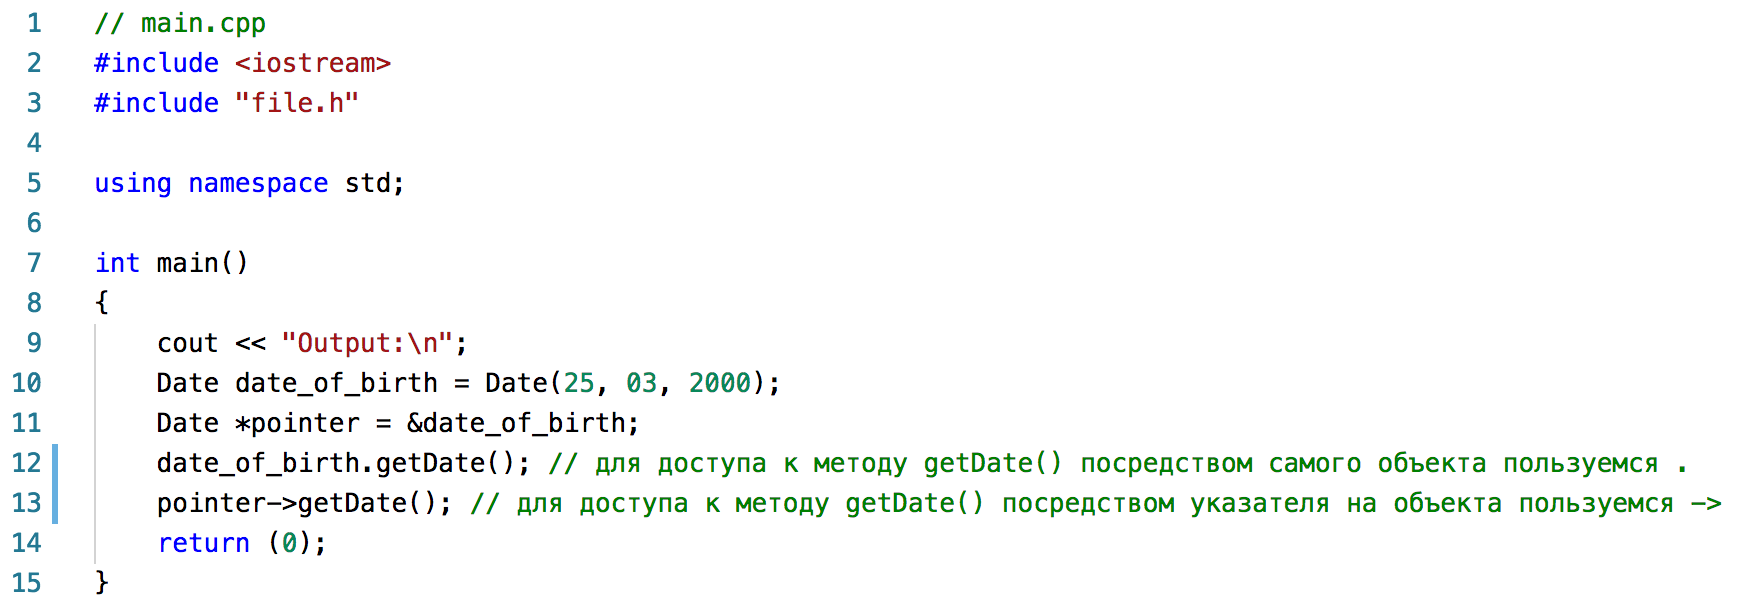 1 // main.cpp
2 #include <iostream>
3 #include "file.h"
4
5 using namespace std;
6
7 int main()
8 {
9 cout << "Output:\n";
10 Date date_of_birth = Date(25, 03, 2000);
11 Date *pointer = &date_of_birth;
12 date_of_birth.getDate(); // для доступа к методу getDate() посредством самого объекта пользуемся .
13 pointer->getDate(); // для доступа к методу getDate() посредством указателя на объекта пользуемся ->
14 return (0);
15 }